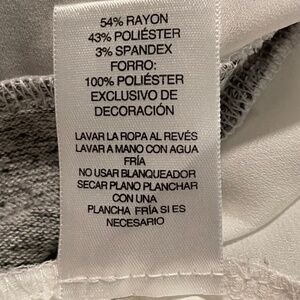 54% RAYON
43% POLIÉSTER
3% SPANDEX
FORRO:
100% POLIÉSTER
EXCLUSIVO DE
DECORACIÓN
LAVAR LA ROPA AL REVÉS
LAVAR A MANO CON AGUA
FRÍA
NO USAR BLANQUEADOR
SECAR PLANO PLANCHAR
CON UNA
PLANCHA FRÍA SI ES
NECESARIO